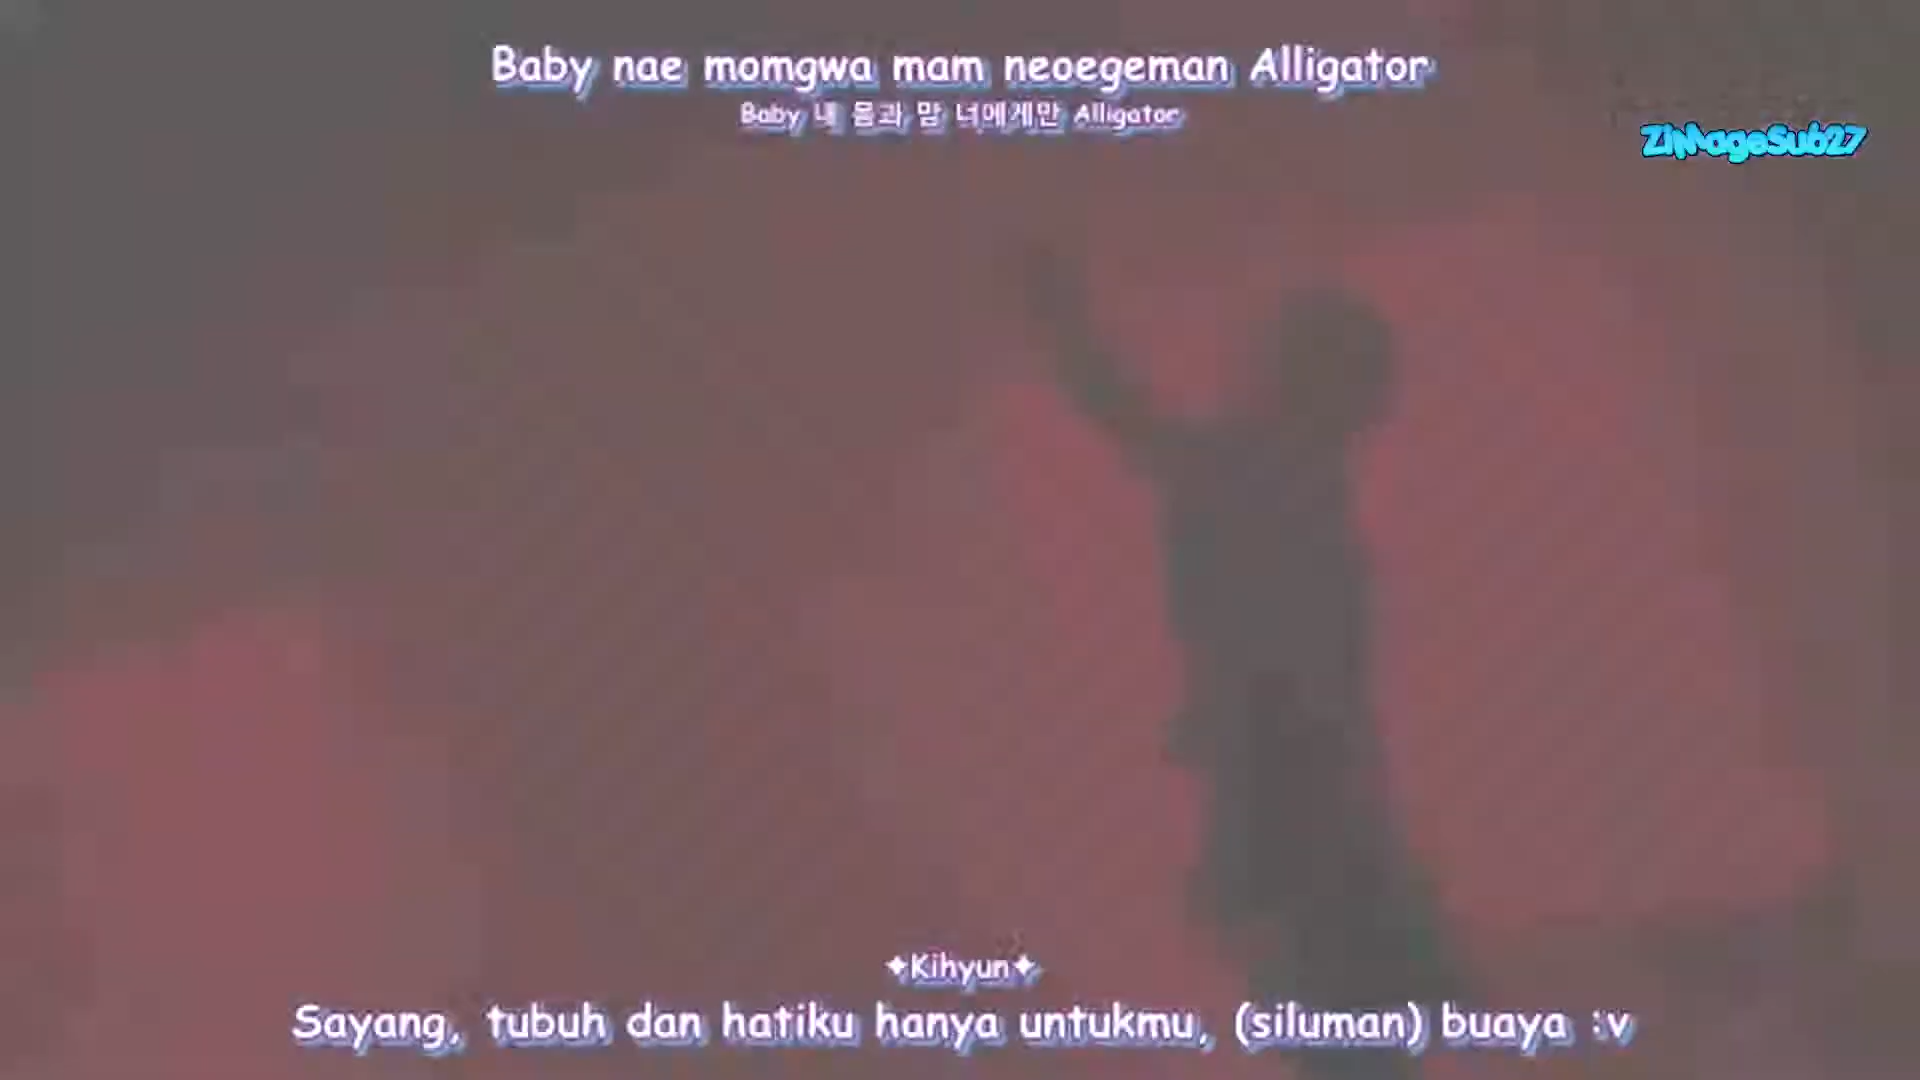 Baby nae momgwa mam neoegeman Alligator
Baby 내 몸과 맘 너에게만 Alligator
ZiMageSub27
✦Kihyun✦
Sayang, tubuh dan hatiku hanya untukmu, (siluman) buaya :v